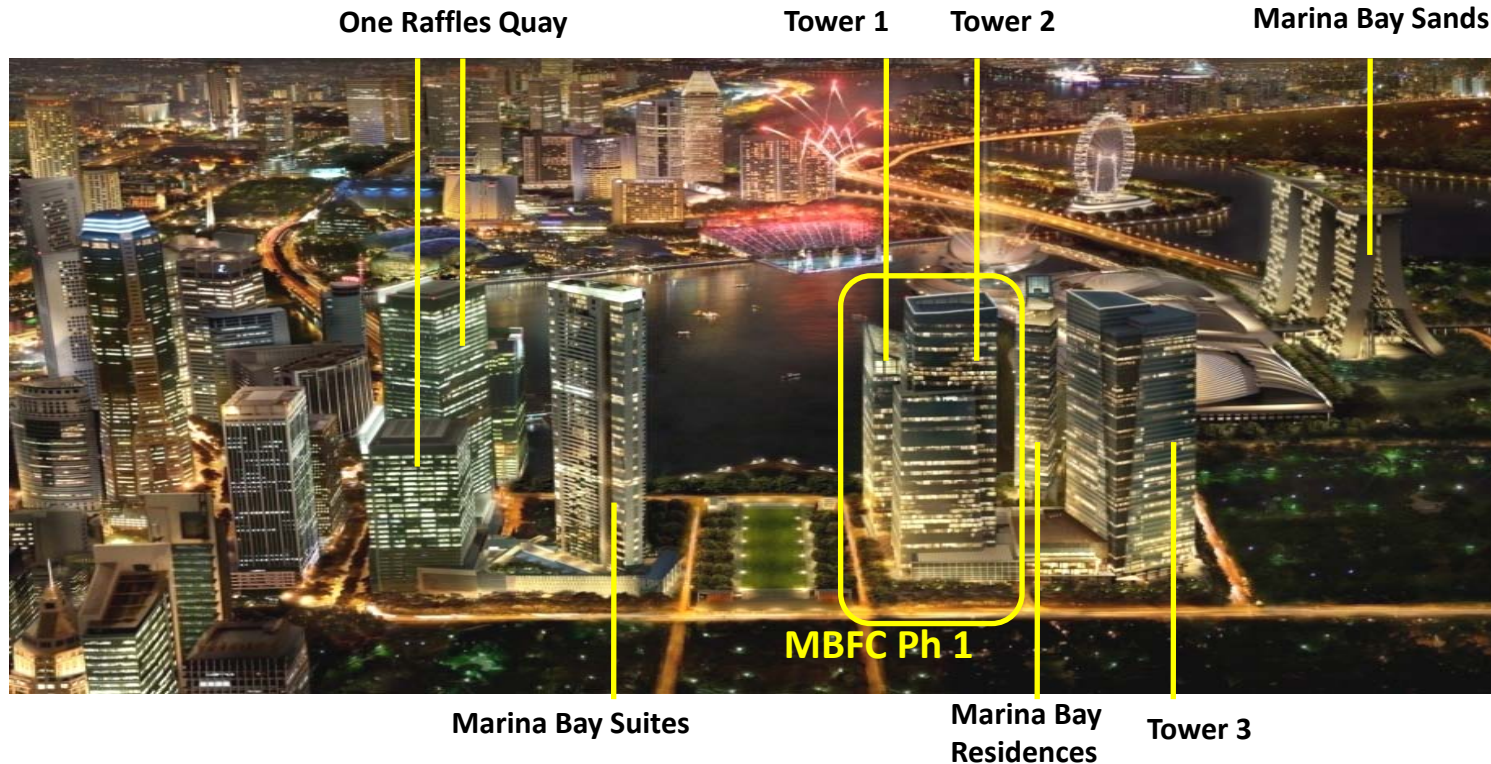 One Raffles Quay
Tower 1
Tower 2
Marina Bay Sands
MBFC Ph 1
Marina Bay Suites
Marina Bay
Residences
Tower 3